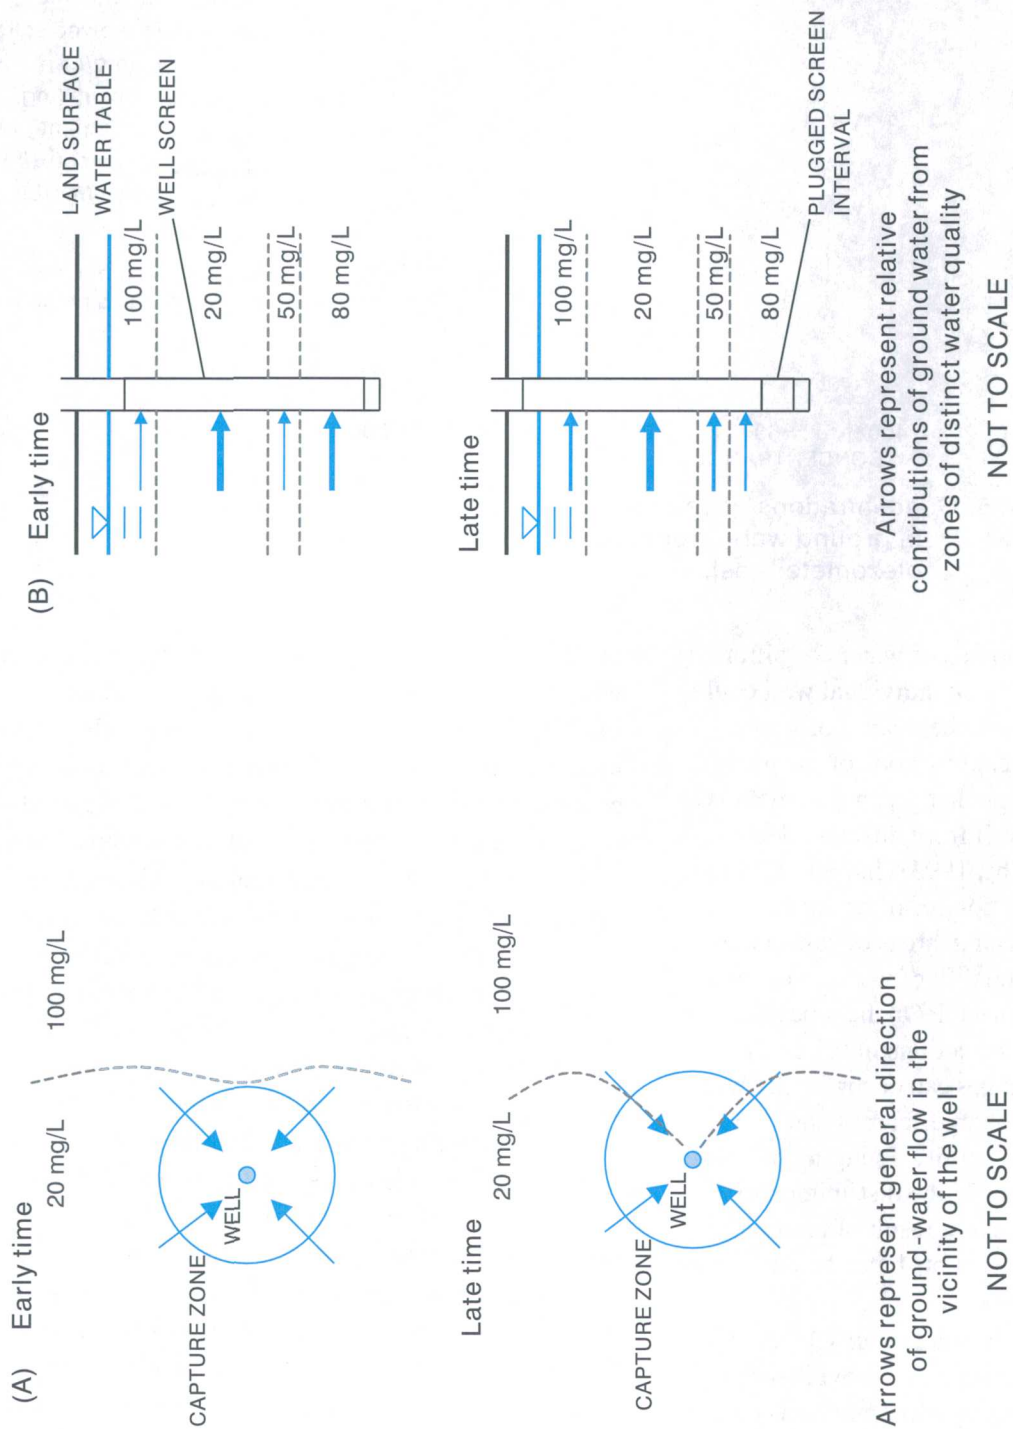 (A) Early time
20 mg/L
100 mg/L
CAPTURE ZONE
WELL
Late time
20 mg/L
100 mg/L
CAPTURE ZONE
WELL
Arrows represent general direction
of ground-water flow in the
vicinity of the well
NOT TO SCALE
(B) Early time
LAND SURFACE
WATER TABLE
100 mg/L
WELL SCREEN
20 mg/L
50 mg/L
80 mg/L
Late time
100 mg/L
20 mg/L
50 mg/L
80 mg/L
PLUGGED SCREEN
INTERVAL
Arrows represent relative
contributions of ground water from
zones of distinct water quality
NOT TO SCALE